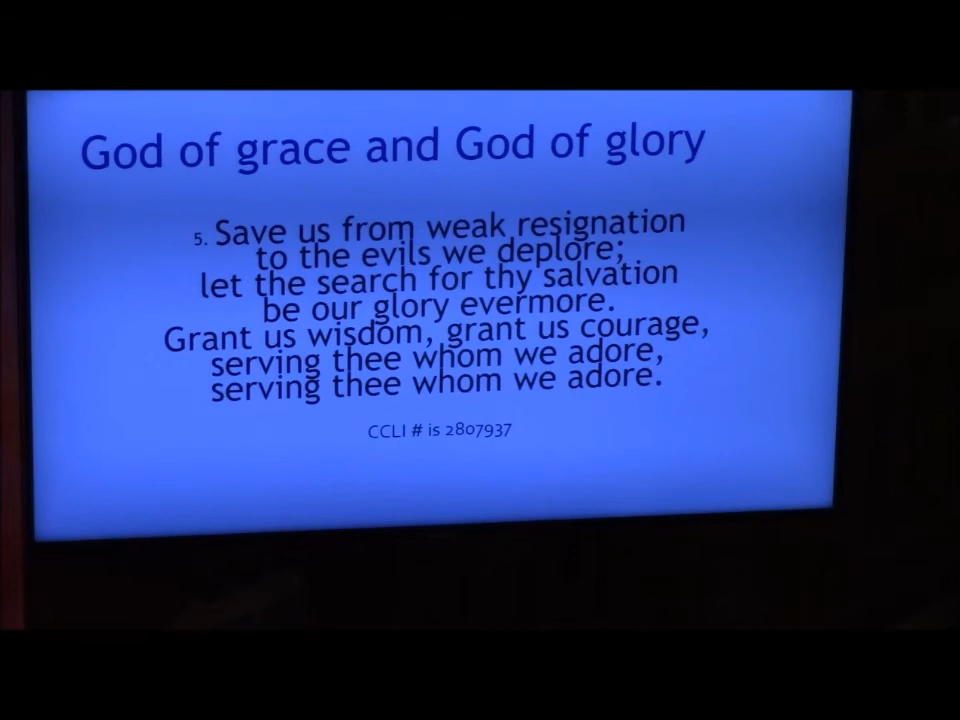 God of grace and God of glory
5. Save us from weak resignation
to the evils we deplore;
let the search for thy salvation
be our glory evermore.
Grant us wisdom, grant us courage,
serving thee whom we adore,
serving thee whom we adore.
CCLI # is 2807937